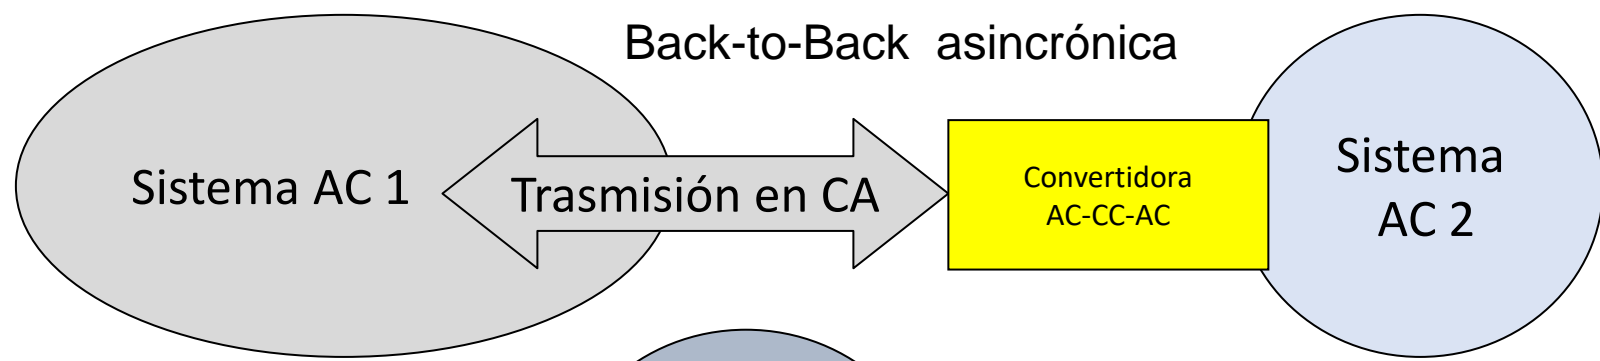 Back-to-Back asincrónica
Sistema AC 1
Trasmisión en CA
Convertidora
AC-CC-AC
Sistema
AC 2